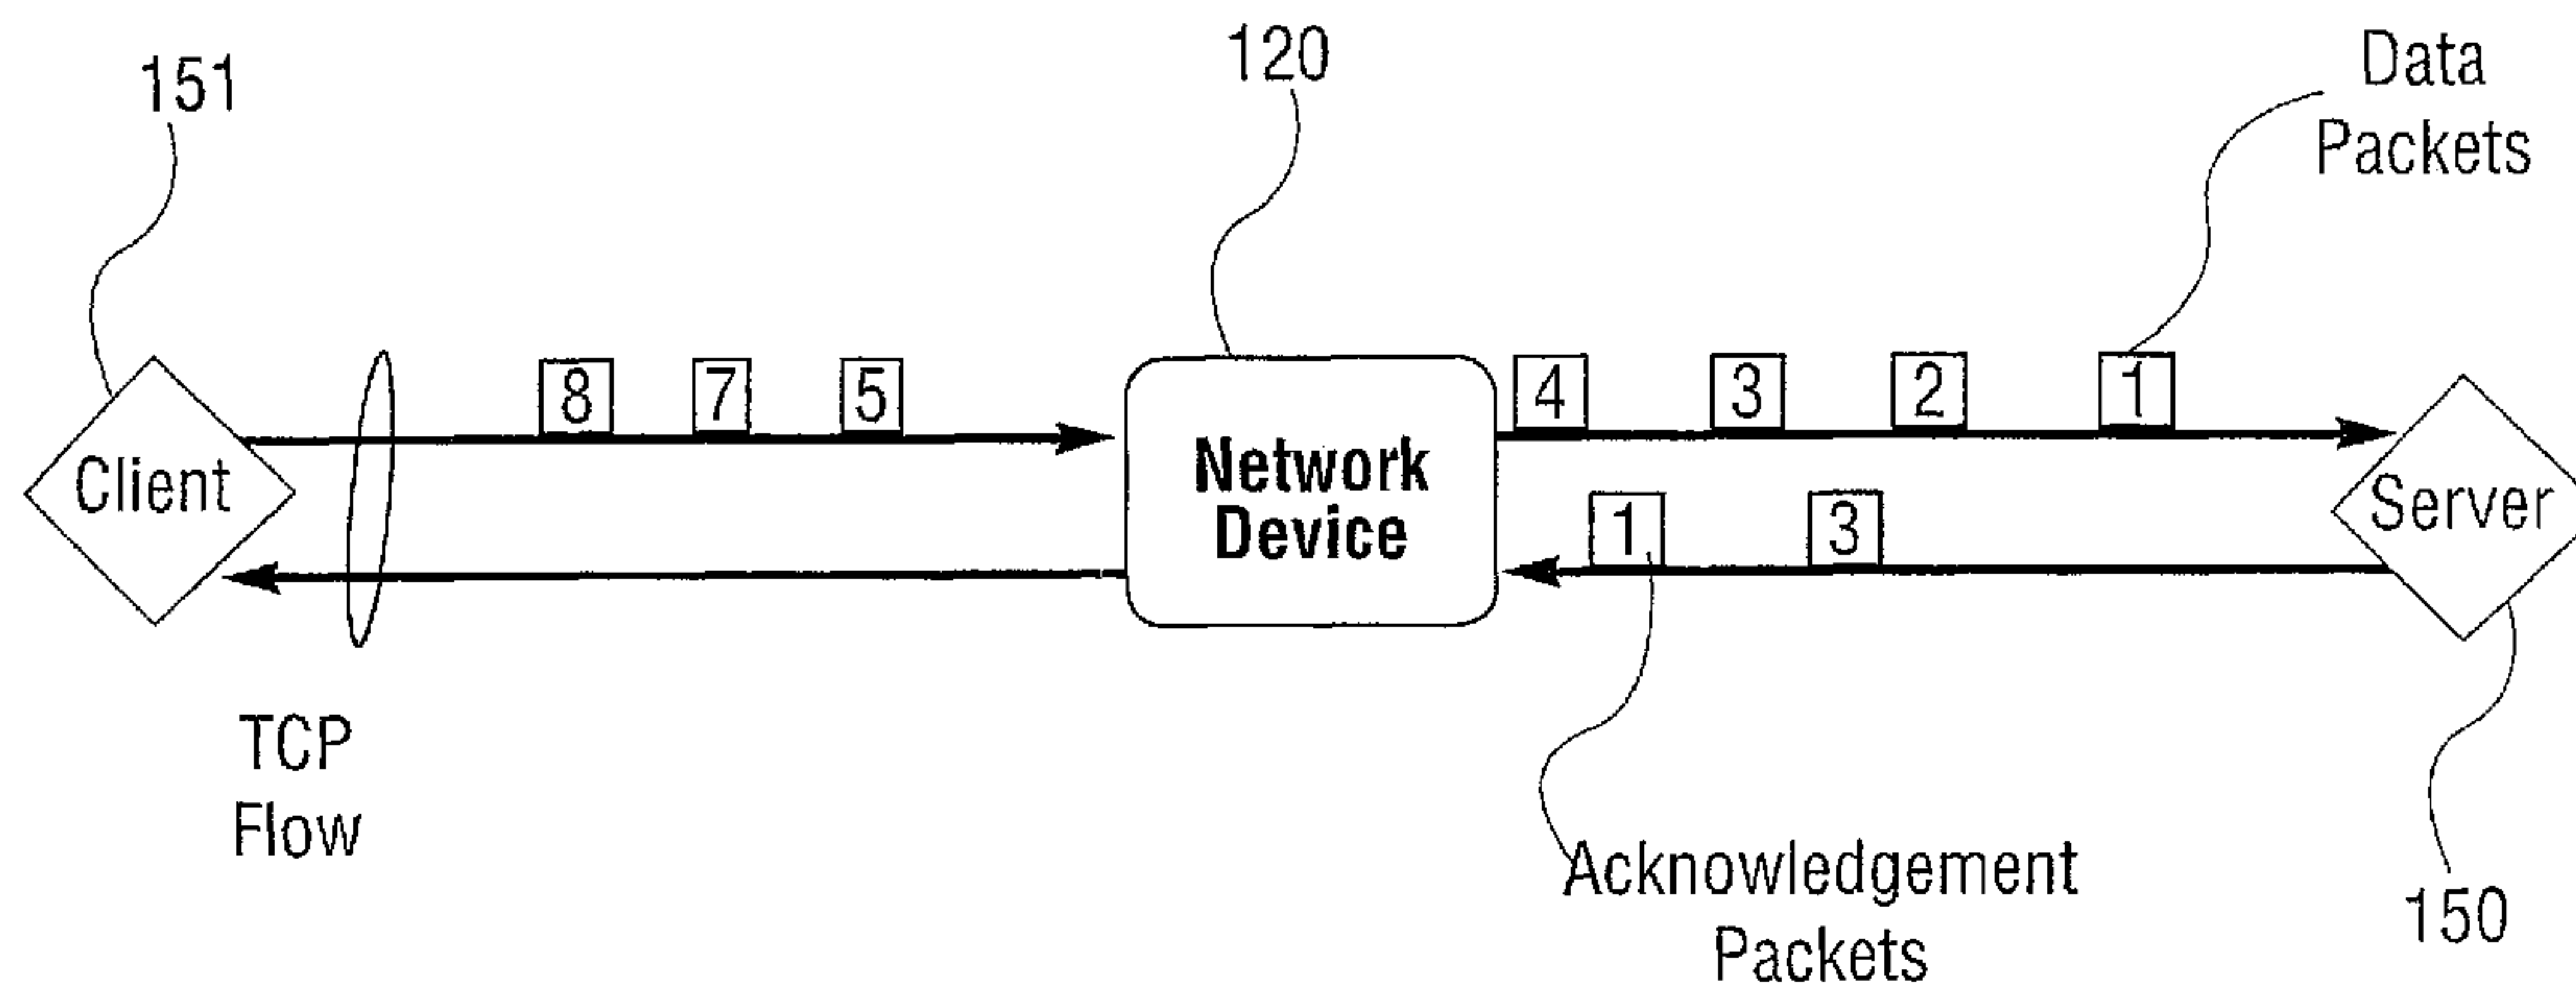 151
120
Data
Packets
8 7 5
4 3 2 1
Client
Network
Device
Server
1 3
TCP
Flow
Acknowledgement
Packets
150